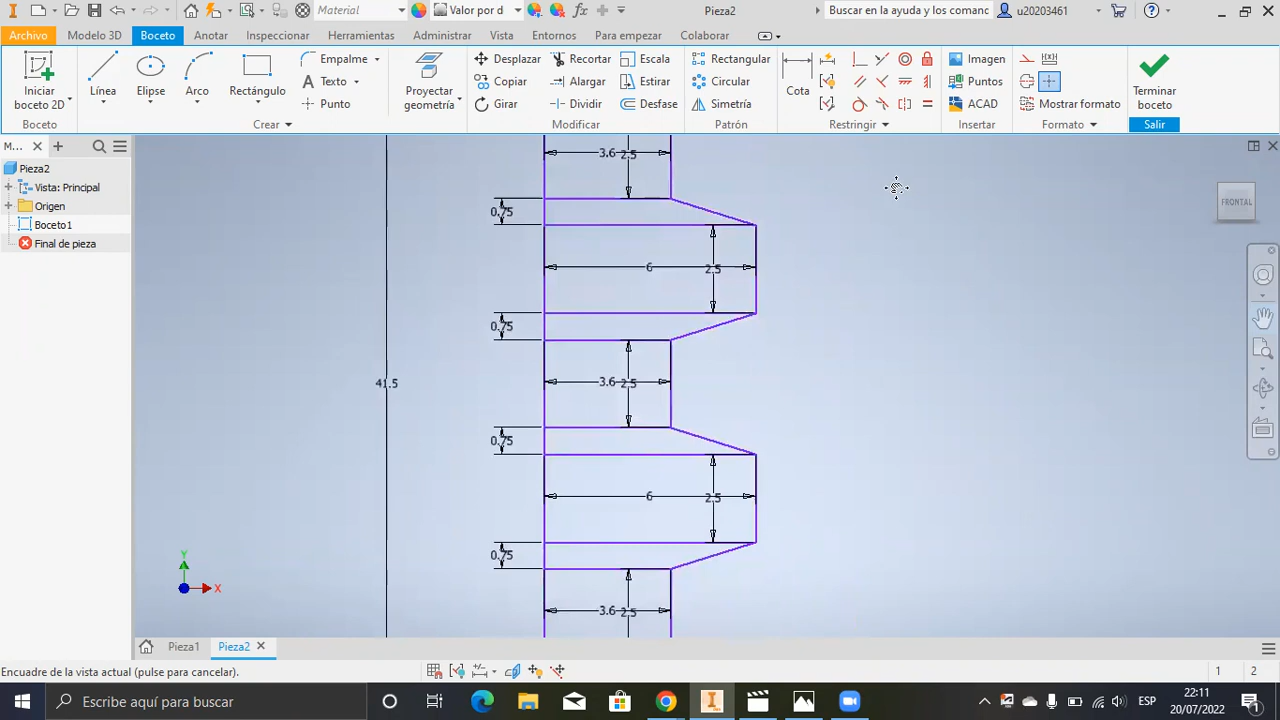 Material
Valor por d
Pieza2
Buscar en la ayuda y los comanc
u20203461
Archivo
Modelo 3D
Boceto
Anotar
Inspeccionar
Herramientas
Administrar
Vista
Entornos
Para empezar
Colaborar
Iniciar
boceto 2D
Línea
Elipse
Arco
Rectángulo
Empalme
Texto
Punto
Proyectar
geometría
Desplazar
Copiar
Girar
Recortar
Alargar
Dividir
Escala
Estirar
Desfase
Rectangular
Circular
Simetría
Cota
Imagen
Puntos
ACAD
Mostrar formato
Terminar
boceto
Boceto
Crear
Modificar
Patrón
Restringir
Insertar
Formato
Salir
M...
Pieza2
Vista: Principal
Origen
Boceto1
Final de pieza
3.6
2.5
0.75
6
2.5
0.75
41.5
3.6
2.5
0.75
6
2.5
0.75
3.6
2.5
FRONTAL
Y
X
Pieza1
Pieza2
Encuadre de la vista actual (pulse para cancelar).
1
2
Escribe aquí para buscar
ESP
22:11
20/07/2022
1